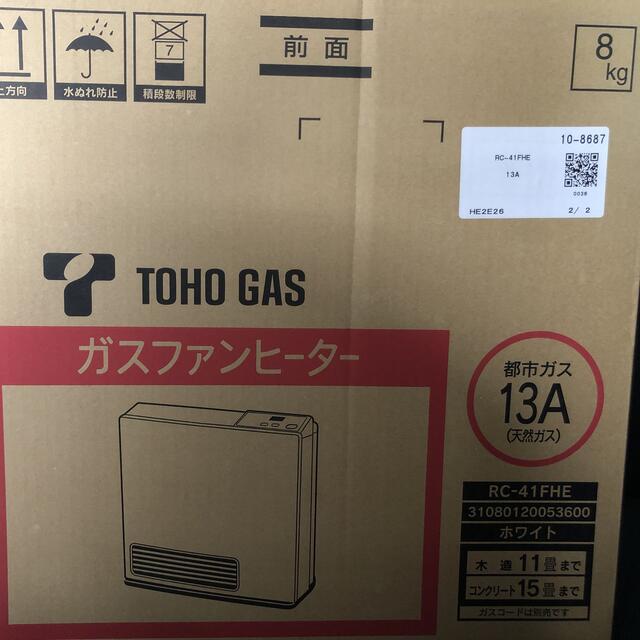 上方向
水ぬれ防止
7
積段数制限
前面
8
kg
10-8687
RC-41FHE
13A
0038
HE2E26
2/ 2
TOHO GAS
ガスファンヒーター
都市ガス
13A
(天然ガス)
RC-41FHE
31080120053600
ホワイト
木造 11畳まで
コンクリート 15畳まで
ガスコードは別売です